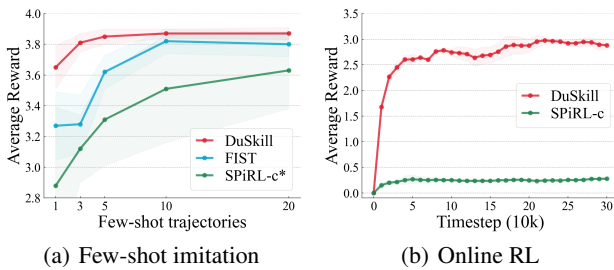 Average Reward
4.0
3.8
3.6
3.4
3.2
3.0
2.8
1
3
5
10
20
Few-shot trajectories
DuSkill
FIST
SPiRL-c*
(a) Few-shot imitation
Average Reward
3.5
3.0
2.5
2.0
1.5
1.0
0.5
0.0
0
5
10
15
20
25
30
Timestep (10k)
DuSkill
SPiRL-c
(b) Online RL